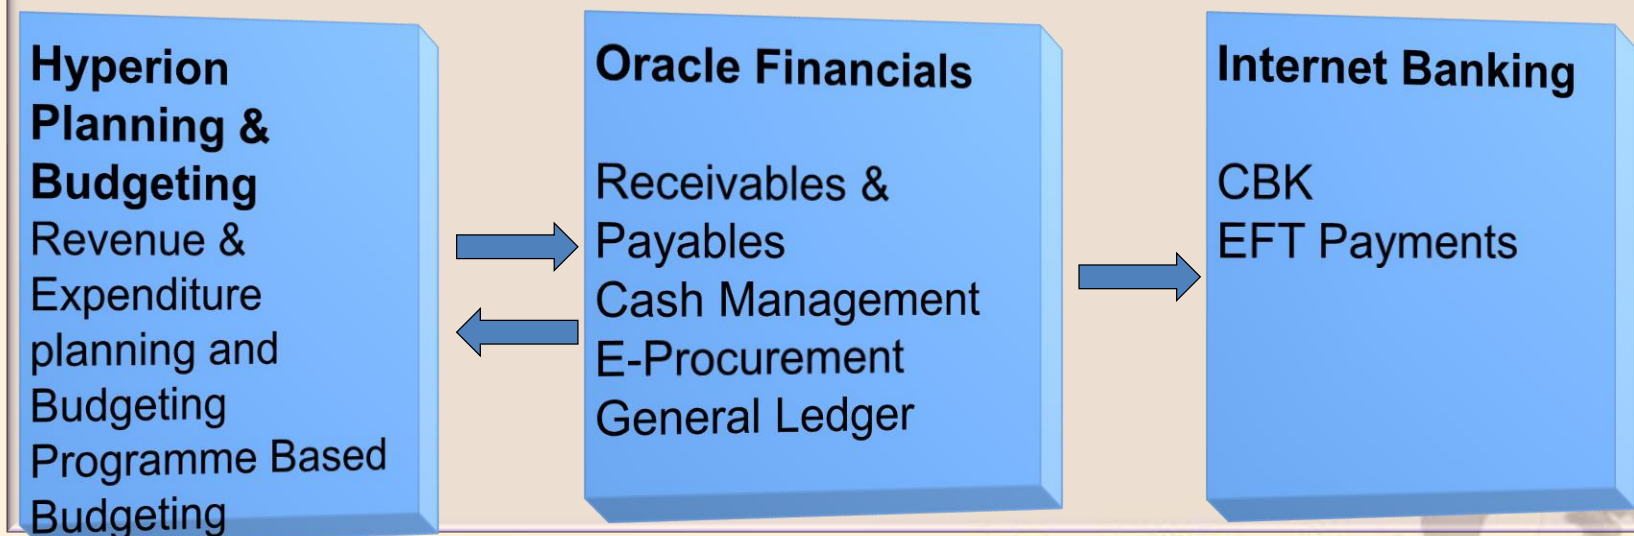 Hyperion
Planning &
Budgeting
Revenue &
Expenditure
planning and
Budgeting
Programme Based
Budgeting
Oracle Financials
Receivables &
Payables
Cash Management
E-Procurement
General Ledger
Internet Banking
CBK
EFT Payments